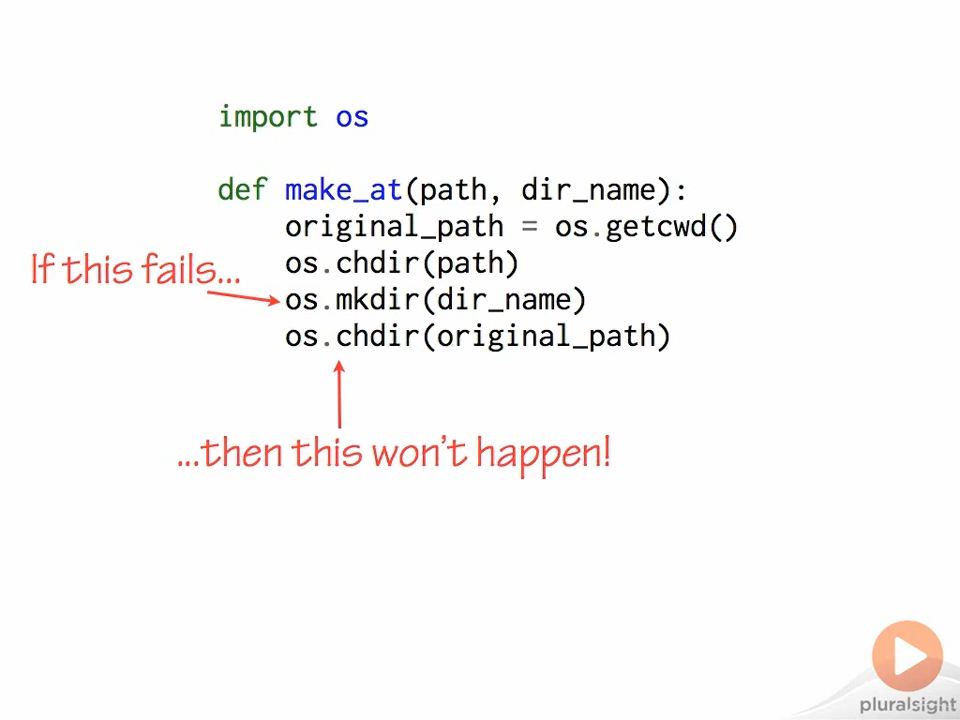 import os
def make_at(path, dir_name):
original_path = os.getcwd()
If this fails...
os.chdir(path)
os.mkdir(dir_name)
os.chdir(original_path)
...then this won't happen!
pluralsight